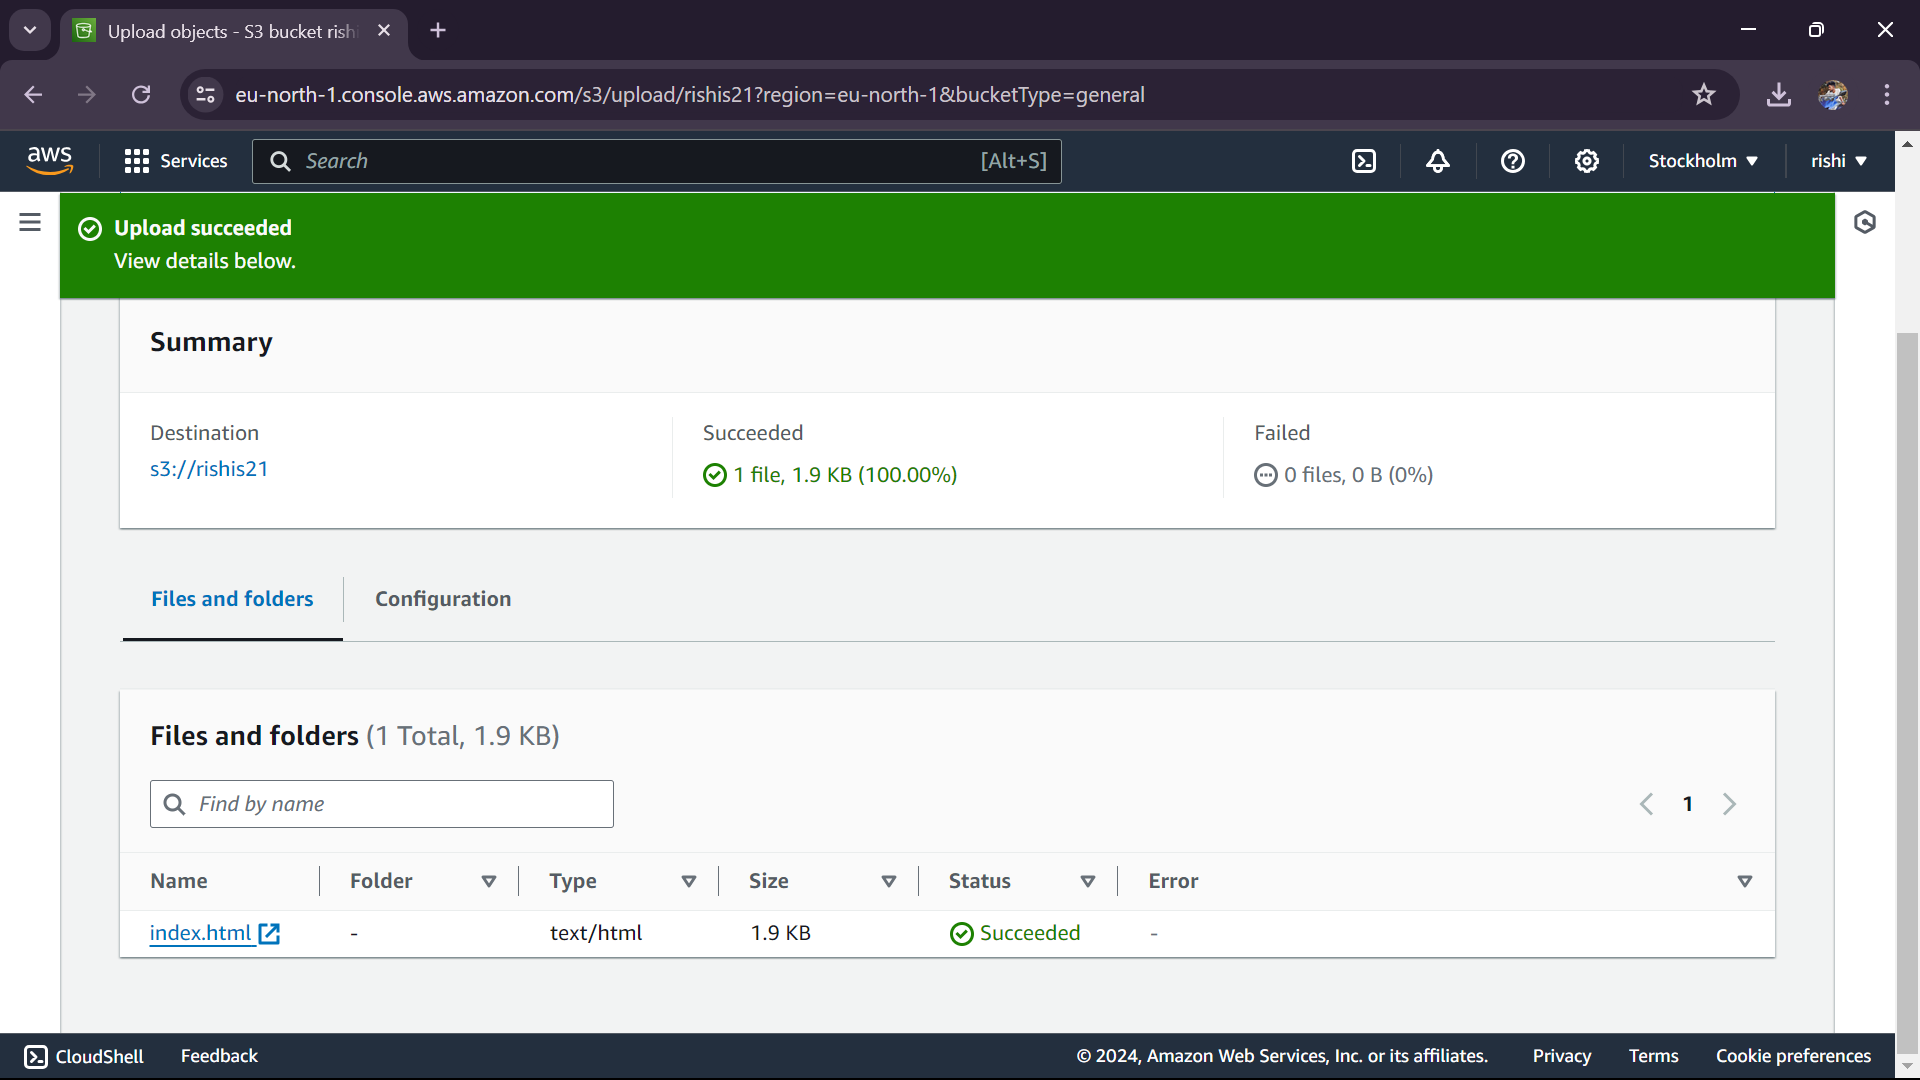 Upload objects - S3 bucket rishi
eu-north-1.console.aws.amazon.com/s3/upload/rishis21?region=eu-north-1&bucketType=general
aws Services Search [Alt+S] Stockholm rishi
Upload succeeded
View details below.
Summary
Destination
s3://rishis21
Succeeded
1 file, 1.9 KB (100.00%)
Failed
0 files, 0 B (0%)
Files and folders Configuration
Files and folders (1 Total, 1.9 KB)
Find by name 1
Name Folder Type Size Status Error
index.html - text/html 1.9 KB Succeeded -
CloudShell Feedback © 2024, Amazon Web Services, Inc. or its affiliates. Privacy Terms Cookie preferences